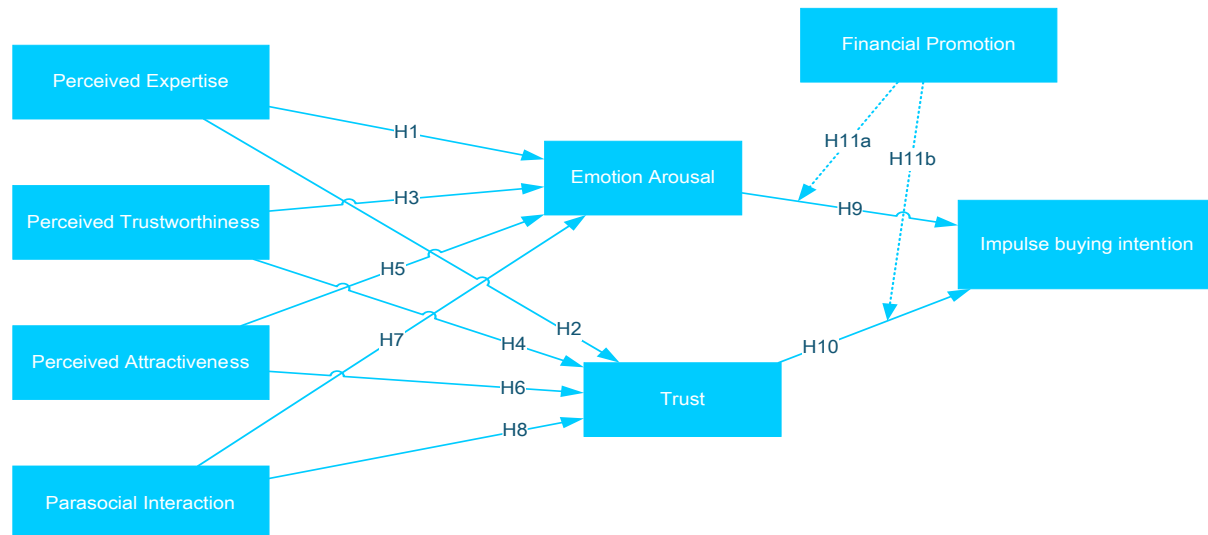 Financial Promotion
Perceived Expertise
H1
H11a
H11b
Emotion Arousal
Perceived Trustworthiness
H3
H9
Impulse buying intention
H5
H7
H2
H4
H10
Perceived Attractiveness
H6
Trust
H8
Parasocial Interaction